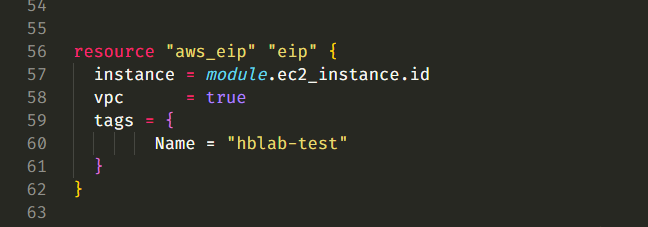 54
55
56 resource "aws_eip" "eip" {
57   instance = module.ec2_instance.id
58   vpc      = true
59   tags = {
60         Name = "hblab-test"
61   }
62 }
63